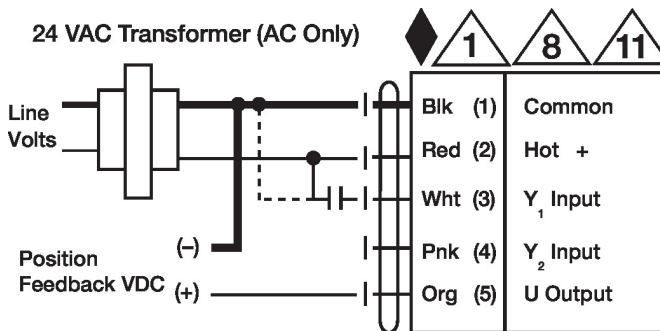 24 VAC Transformer (AC Only)
1 8 11
Line
Volts
Blk (1) Common
Red (2) Hot +
Wht (3) Y1 Input
Position
Feedback VDC
(–)
(+)
Pnk (4) Y2 Input
Org (5) U Output